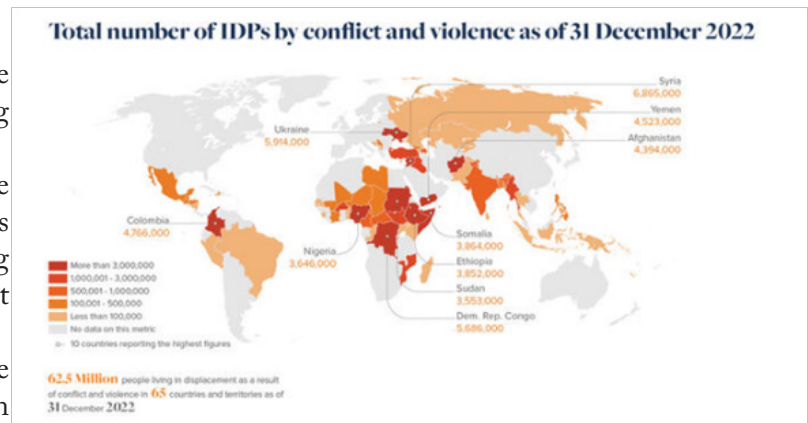 Total number of IDPs by conflict and violence as of 31 December 2022
Syria
6,865,000
Yemen
4,523,000
Ukraine
5,914,000
Afghanistan
4,394,000
Colombia
4,766,000
Nigeria
3,646,000
Somalia
3,864,000
Ethiopia
3,852,000
Sudan
3,553,000
Dem. Rep. Congo
5,686,000
More than 3,000,000
1,000,001 - 3,000,000
500,001 - 1,000,000
100,001 - 500,000
Less than 100,000
No data on this metric
10 countries reporting the highest figures
62.5 Million people living in displacement as a result
of conflict and violence in 65 countries and territories as of
31 December 2022